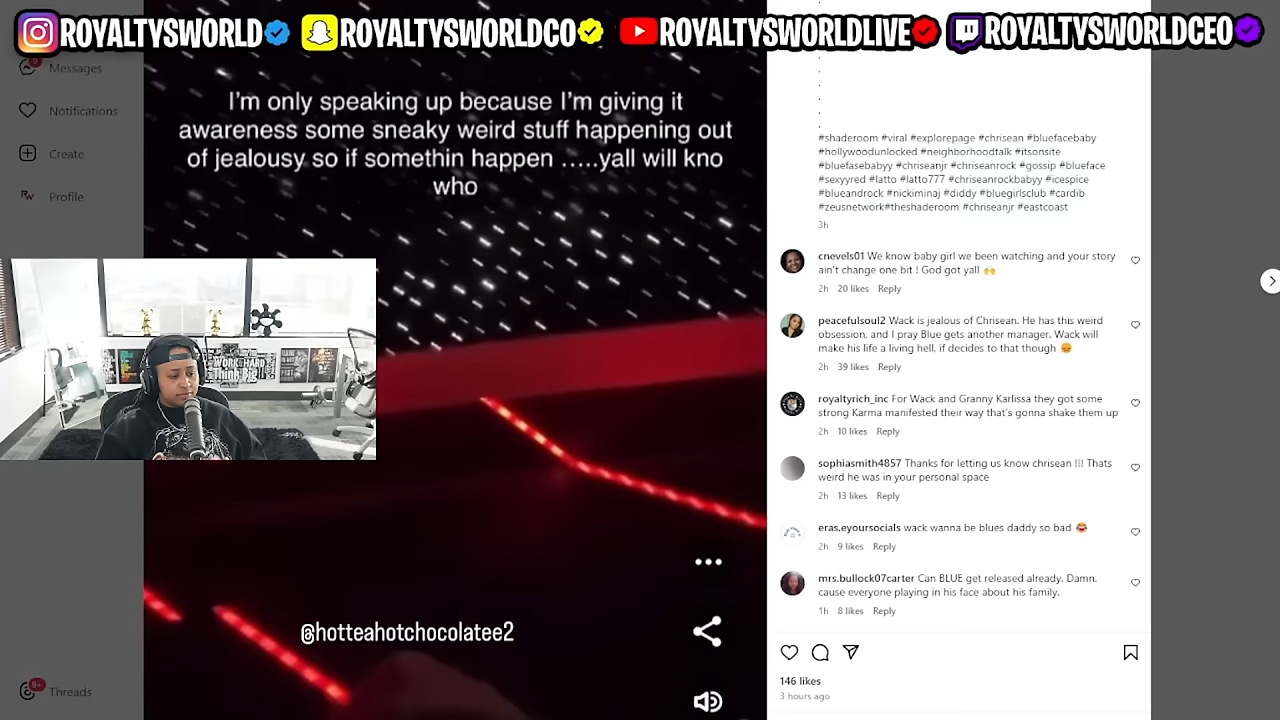 ROYALTYSWORLD
ROYALTYSWORLDCO
ROYALTYSWORLDLIVE
ROYALTYSWORLDCEO
Messages
Notifications
Create
Profile
9+
Threads
I'm only speaking up because I'm giving it
awareness some sneaky weird stuff happening out
of jealousy so if somethin happen .....yall will kno
who
@hotteahotchocolatee2
WORK HARD
.
.
.
.
.
.
#shaderoom #viral #explorepage #chrisean #bluefacebaby
#hollywoodunlocked #neighborhoodtalk #itsonsite
#bluefasebabyy #chriseanjr #chriseanrock #gossip #blueface
#sexyyred #latto #latto777 #chriseanrockbabyy #icespice
#blueandrock #nickiminaj #diddy #bluegirlsclub #cardib
#zeusnetwork#theshaderoom #chriseanjr #eastcoast
3h
cnevels01 We know baby girl we been watching and your story
ain't change one bit ! God got yall 🙌
2h 20 likes Reply
peacefulsoul2 Wack is jealous of Chrisean. He has this weird
obsession, and I pray Blue gets another manager. Wack will
make his life a living hell, if decides to that though 😡
2h 39 likes Reply
royaltyrich_inc For Wack and Granny Karlissa they got some
strong Karma manifested their way that's gonna shake them up
2h 10 likes Reply
sophiasmith4857 Thanks for letting us know chrisean !!! Thats
weird he was in your personal space
2h 13 likes Reply
eras.eyoursocials wack wanna be blues daddy so bad 😂
2h 9 likes Reply
mrs.bullock07carter Can BLUE get released already. Damn.
cause everyone playing in his face about his family.
1h 8 likes Reply
146 likes
3 hours ago